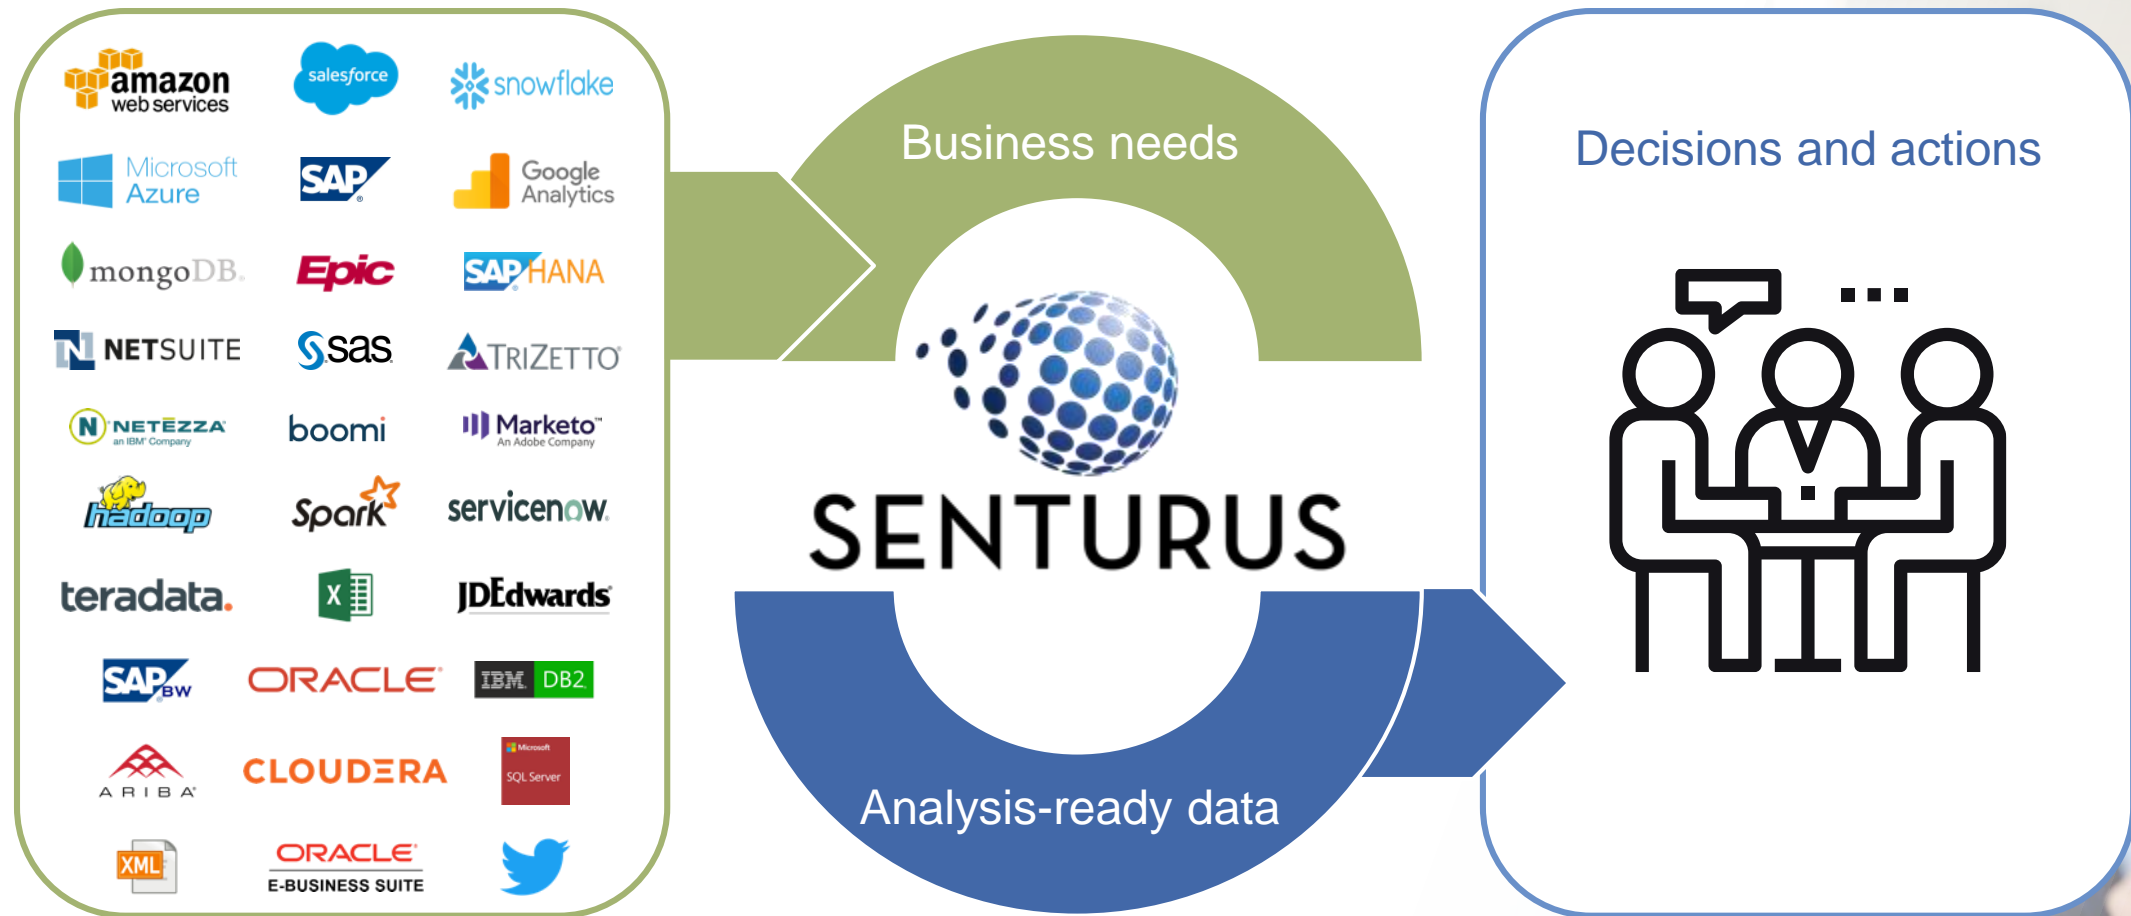 amazon
web services
salesforce
snowflake
Microsoft
Azure
SAP
®
Google
Analytics
mongoDB®
Epic
SAP HANA
®
N NETSUITE
S.sas
TRIZETTO®
N NETEZZA
an IBM® Company
boomi
Marketo™
An Adobe Company
hadoop
Spark
servicenow.
teradata.
X
JDEdwards®
SAP BW
ORACLE®
IBM. DB2.
ARIBA®
CLOUDERA
Microsoft
SQL Server
XML
ORACLE®
E-BUSINESS SUITE
Business needs
SENTURUS
Analysis-ready data
Decisions and actions